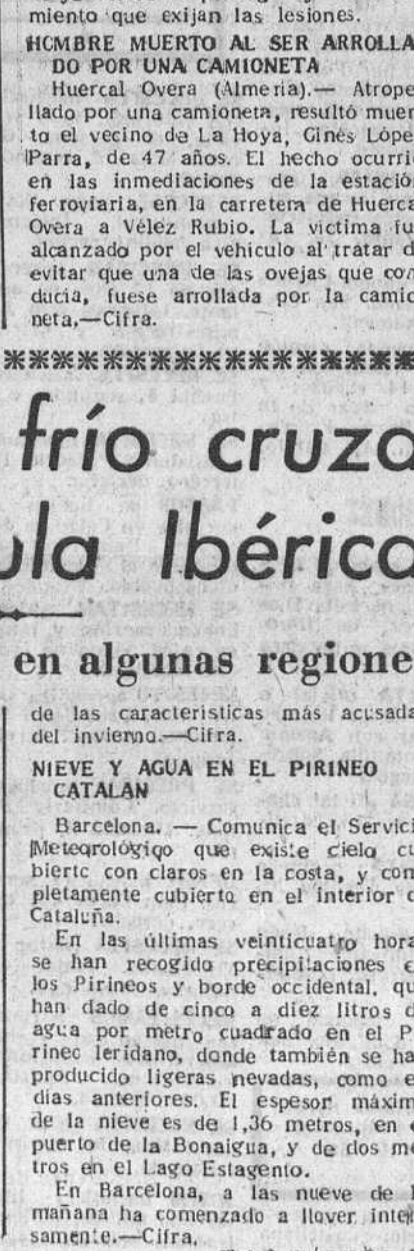 miento que exijan las lesiones.
HCMBRE MUERTO AL SER ARROLLA
DO POR UNA CAMIONETA
Huercal Overa (Almeria).— Atrope
llado por una camioneta, resultó muer
to el vecino de La Hoya, Ginés Lópe
Parra, de 47 años. El hecho ocurri
en las inmediaciones de la estació
ferroviaria, en la carretera de Huerca
Overa a Vélez Rubio. La víctima fu
alcanzado por el vehiculo al tratar d
evitar que una de las ovejas que con
ducia, fuese arrollada por la camio
neta,—Cifra.
frío cruza
ula Ibérica
en algunas regione
de las caracteristicas más acusada
del invierno.—Cifra.
NIEVE Y AGUA EN EL PIRINEO
CATALAN
Barcelona. — Comunica el Servici
Meteorológico que existe cielo cu
bierto con claros en la costa, y com
pletamente cubierto en el interior d
Cataluña.
En las últimas veinticuatro hora
se han recogido precipitaciones e
los Pirineos y borde occidental, qu
han dado de cinco a diez litros d
agua por metro cuadrado en el P
rineo leridano, donde también se ha
producido ligeras nevadas, como e
días anteriores. El espesor máxim
de la nieve es de 1,36 metros, en e
puerto de la Bonaigua, y de dos me
tros en el Lago Estagento.
En Barcelona, a las nueve de l
mañana ha comenzado a llover inten
samente.—Cifra,